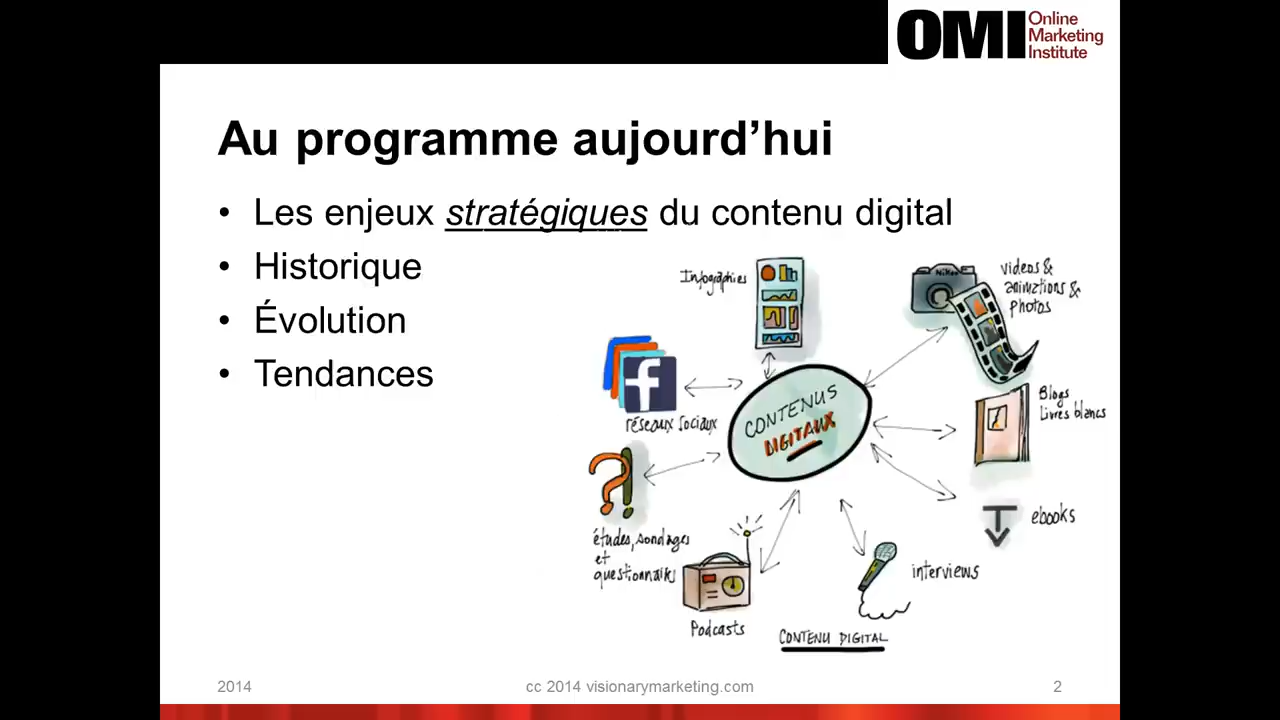 OMI Online
Marketing
Institute
Au programme aujourd’hui
• Les enjeux stratégiques du contenu digital
• Historique
• Évolution
• Tendances
Infographies
Nikon
videos &
animations &
photos
réseaux sociaux
CONTENUS
DIGITAUX
Blogs
Livres blancs
études, sondages
et
questionnaires
ebooks
interviews
Podcasts
CONTENU DIGITAL
2014
cc 2014 visionarymarketing.com
2